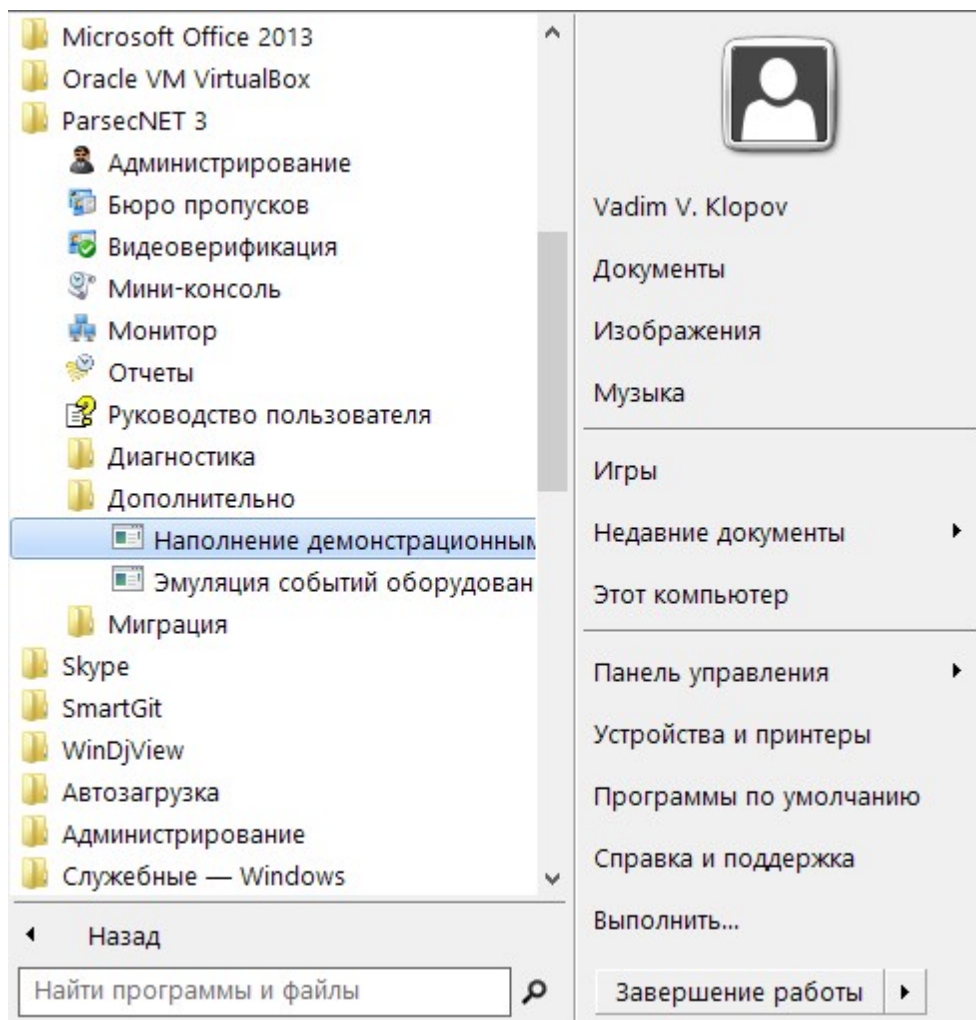 Microsoft Office 2013
Oracle VM VirtualBox
ParsecNET 3
Администрирование
Бюро пропусков
Видеоверификация
Мини-консоль
Монитор
Отчеты
Руководство пользователя
Диагностика
Дополнительно
Наполнение демонстрационным
Эмуляция событий оборудован
Миграция
Skype
SmartGit
WinDjView
Автозагрузка
Администрирование
Служебные — Windows
Назад
Найти программы и файлы
Vadim V. Klopov
Документы
Изображения
Музыка
Игры
Недавние документы
Этот компьютер
Панель управления
Устройства и принтеры
Программы по умолчанию
Справка и поддержка
Выполнить...
Завершение работы